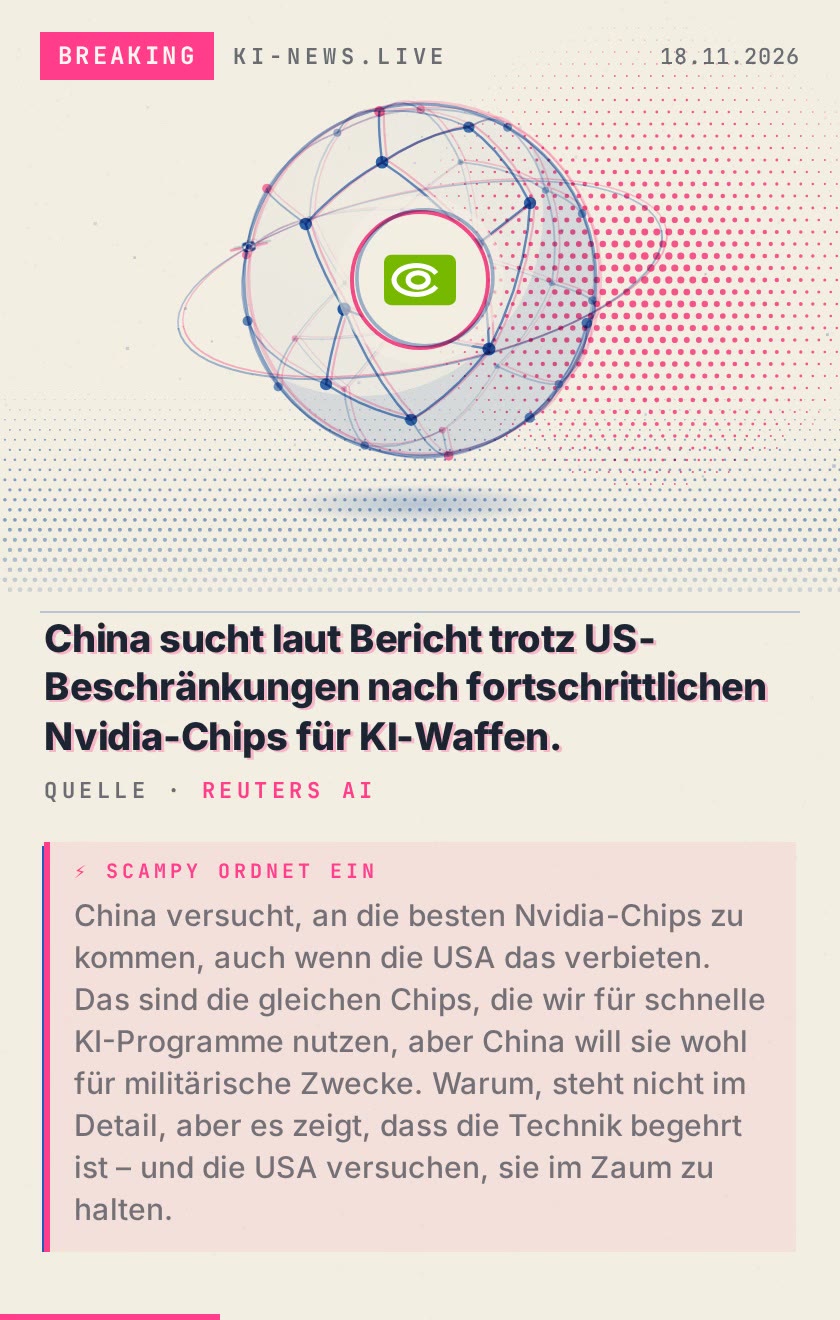 BREAKING KI-NEWS.LIVE 18.11.2026
China sucht laut Bericht trotz US-
Beschränkungen nach fortschrittlichen
Nvidia-Chips für KI-Waffen.
QUELLE · REUTERS AI
⚡ SCAMPY ORDNET EIN
China versucht, an die besten Nvidia-Chips zu
kommen, auch wenn die USA das verbieten.
Das sind die gleichen Chips, die wir für schnelle
KI-Programme nutzen, aber China will sie wohl
für militärische Zwecke. Warum, steht nicht im
Detail, aber es zeigt, dass die Technik begehrt
ist – und die USA versuchen, sie im Zaum zu
halten.